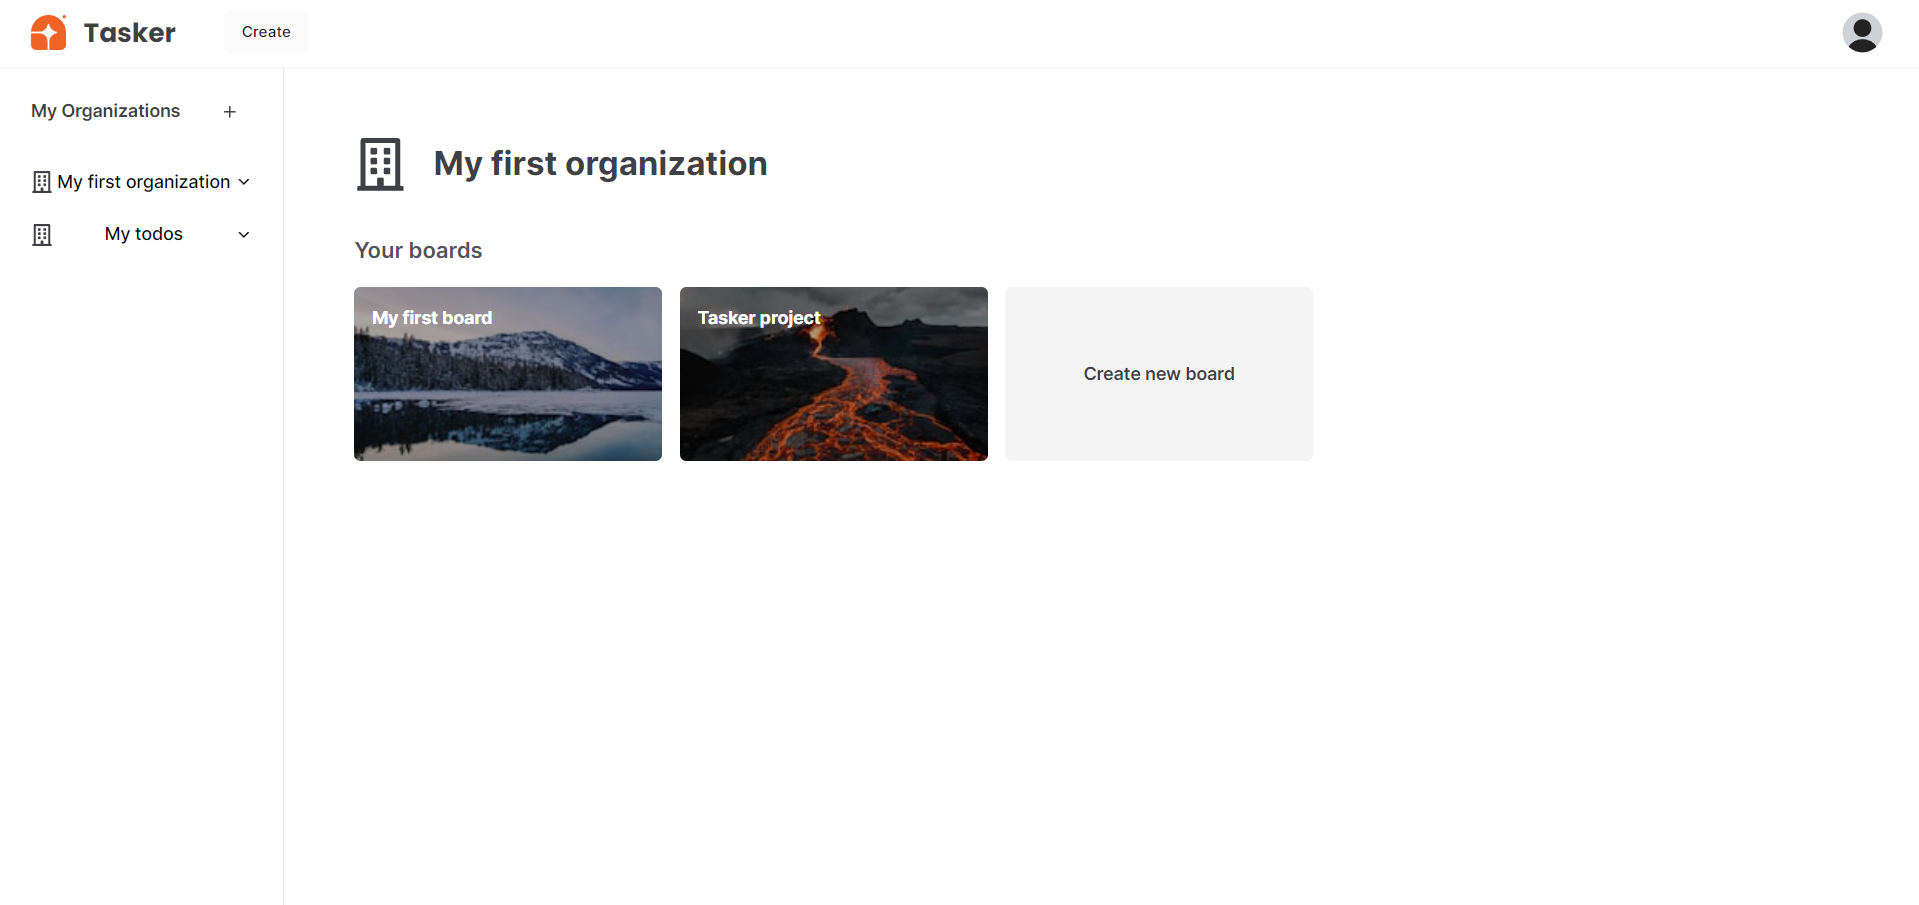 Tasker
Create
My Organizations
My first organization
My todos
My first organization
Your boards
My first board
Tasker project
Create new board